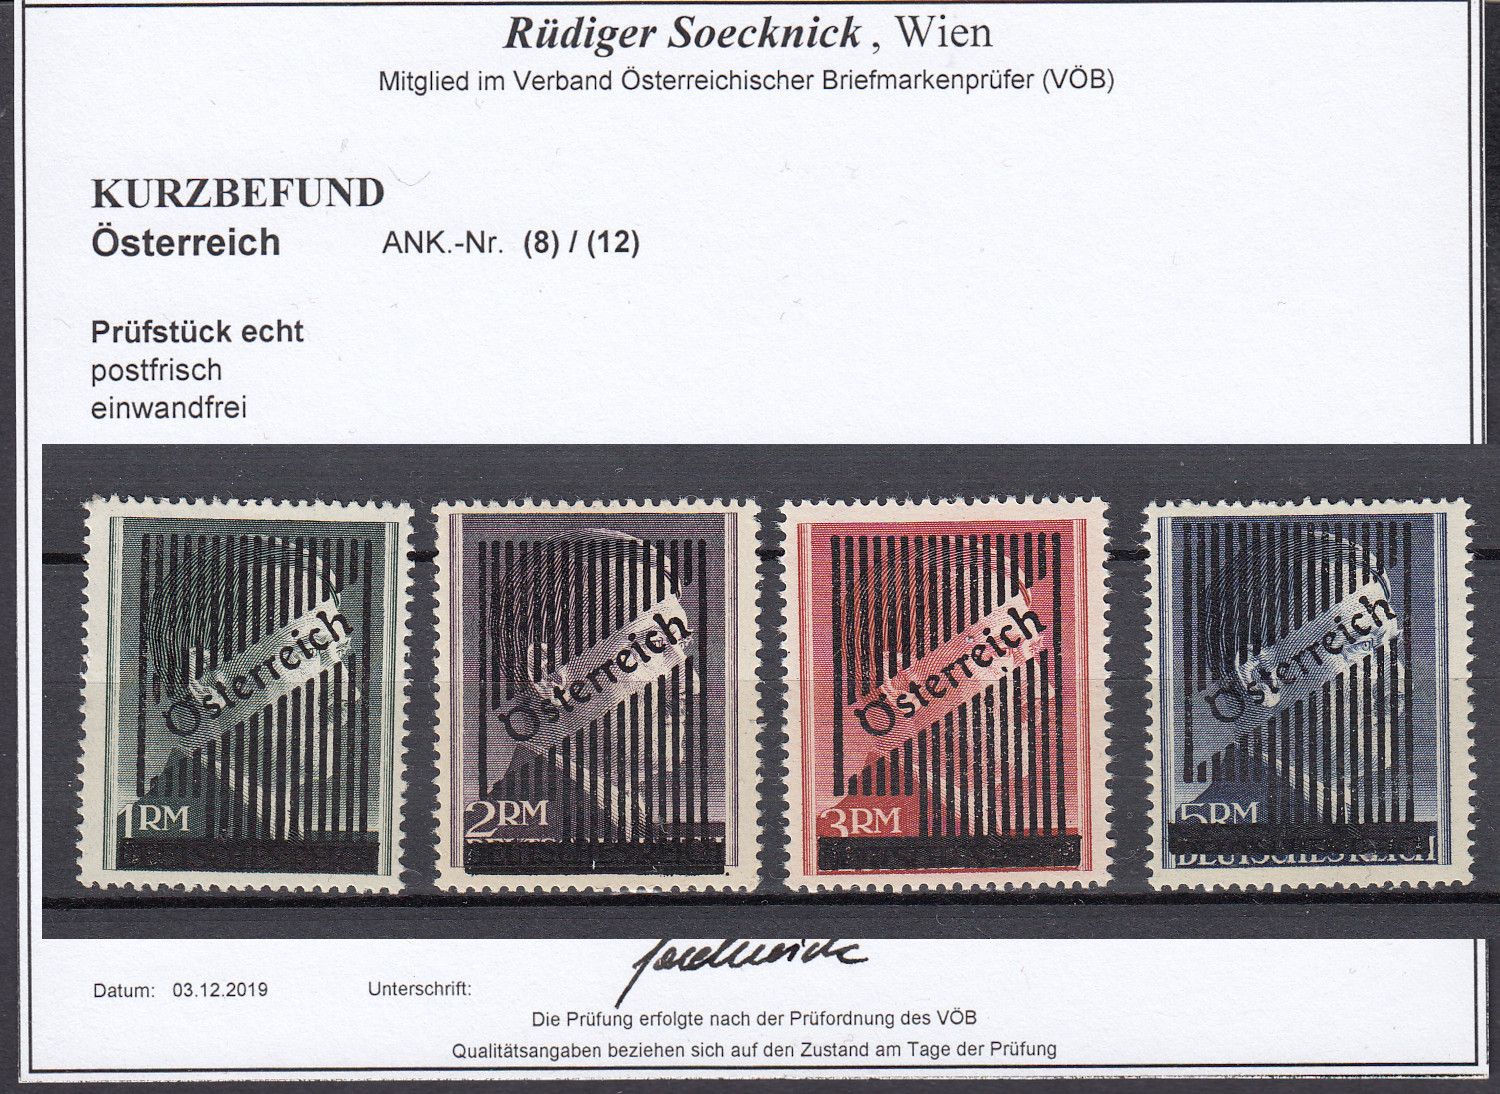 Rüdiger Soecknick, Wien
Mitglied im Verband Österreichischer Briefmarkenprüfer (VÖB)
KURZBEFUND
Österreich ANK.-Nr. (8) / (12)
Prüfstück echt
postfrisch
einwandfrei
Österreich Österreich Österreich Österreich
1RM 2RM 3RM 5RM
DEUTSCHES REICH
Datum: 03.12.2019 Unterschrift:
Die Prüfung erfolgte nach der Prüfordnung des VÖB
Qualitätsangaben beziehen sich auf den Zustand am Tage der Prüfung